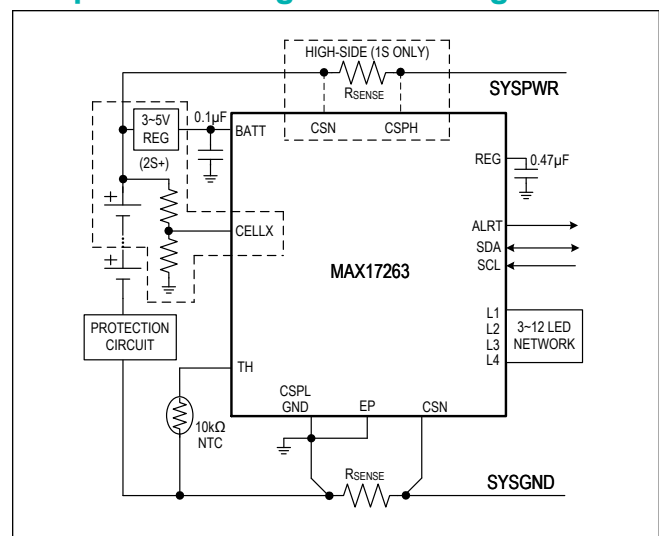 HIGH-SIDE (1S ONLY)
RSENSE
SYSPWR
3~5V
REG
(2S+)
0.1µF
BATT
CSN
CSPH
REG
0.47µF
+
CELLX
ALRT
SDA
SCL
+
MAX17263
PROTECTION
CIRCUIT
L1
L2
L3
L4
3~12 LED
NETWORK
TH
10kΩ
NTC
CSPL
GND
EP
CSN
RSENSE
SYSGND